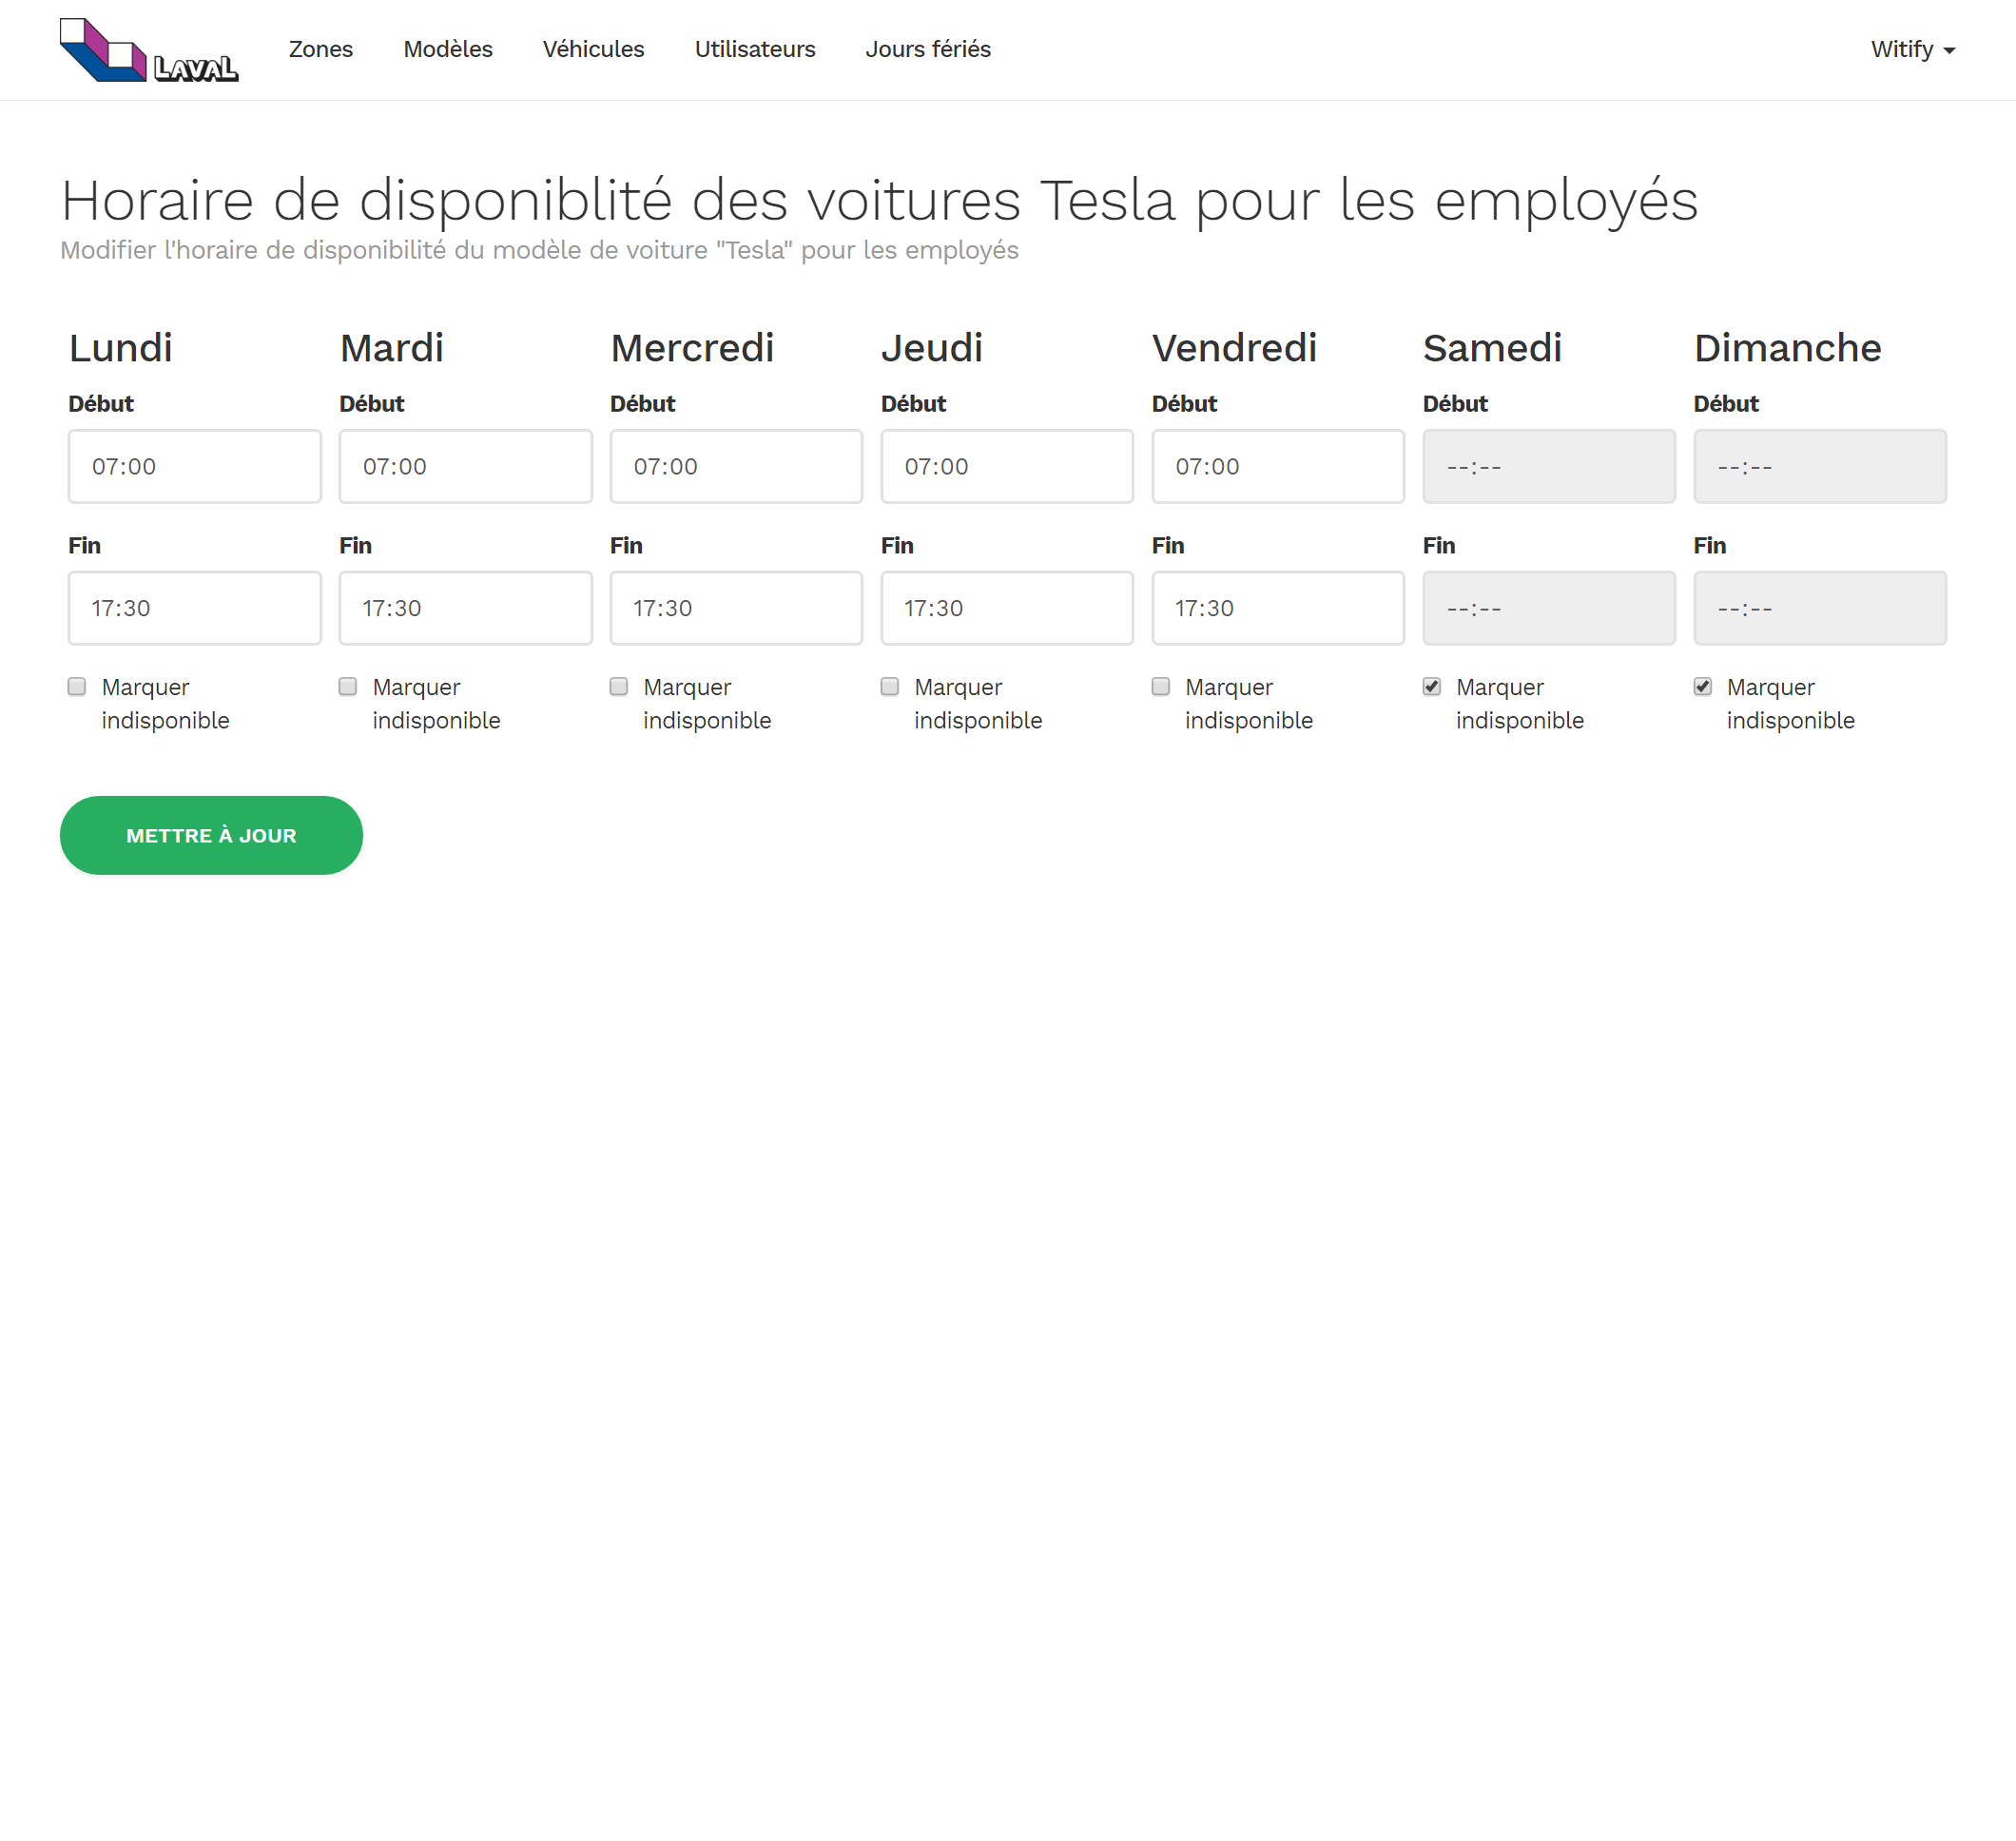 LAVAL Zones Modèles Véhicules Utilisateurs Jours fériés Witify
Horaire de disponiblité des voitures Tesla pour les employés
Modifier l'horaire de disponibilité du modèle de voiture "Tesla" pour les employés
Lundi Mardi Mercredi Jeudi Vendredi Samedi Dimanche
Début Début Début Début Début Début Début
07:00 07:00 07:00 07:00 07:00 --:-- --:--
Fin Fin Fin Fin Fin Fin Fin
17:30 17:30 17:30 17:30 17:30 --:-- --:--
Marquer Marquer Marquer Marquer Marquer Marquer Marquer
indisponible indisponible indisponible indisponible indisponible indisponible indisponible
METTRE À JOUR